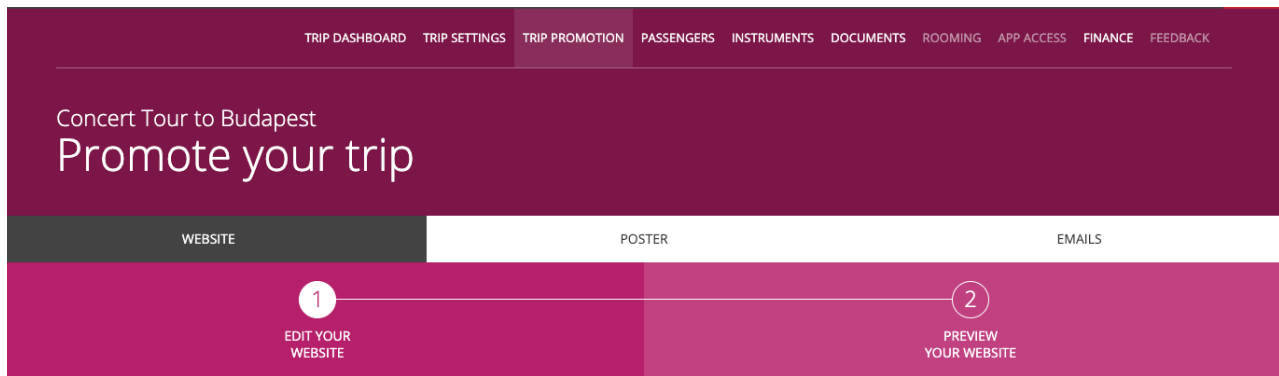 TRIP DASHBOARD TRIP SETTINGS TRIP PROMOTION PASSENGERS INSTRUMENTS DOCUMENTS ROOMING APP ACCESS FINANCE FEEDBACK
Concert Tour to Budapest
Promote your trip
WEBSITE POSTER EMAILS
1 2
EDIT YOUR PREVIEW
WEBSITE YOUR WEBSITE